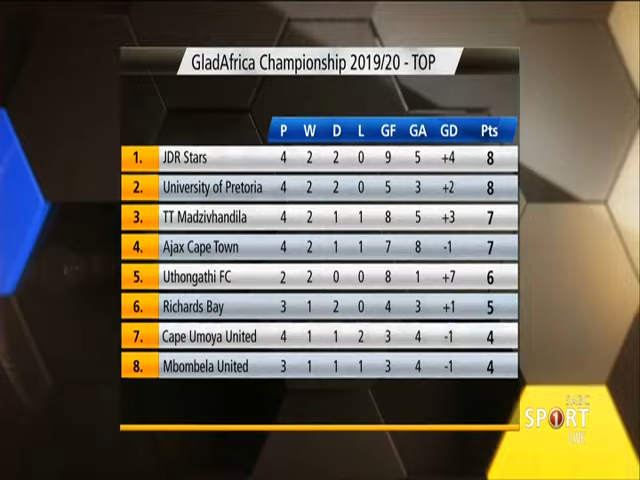 GladAfrica Championship 2019/20 - TOP
P W D L GF GA GD Pts
1. JDR Stars 4 2 2 0 9 5 +4 8
2. University of Pretoria 4 2 2 0 5 3 +2 8
3. TT Madzivhandila 4 2 1 1 8 5 +3 7
4. Ajax Cape Town 4 2 1 1 7 8 -1 7
5. Uthongathi FC 2 2 0 0 8 1 +7 6
6. Richards Bay 3 1 2 0 4 3 +1 5
7. Cape Umoya United 4 1 1 2 3 4 -1 4
8. Mbombela United 3 1 1 1 3 4 -1 4
SABC
SPORT
LIVE